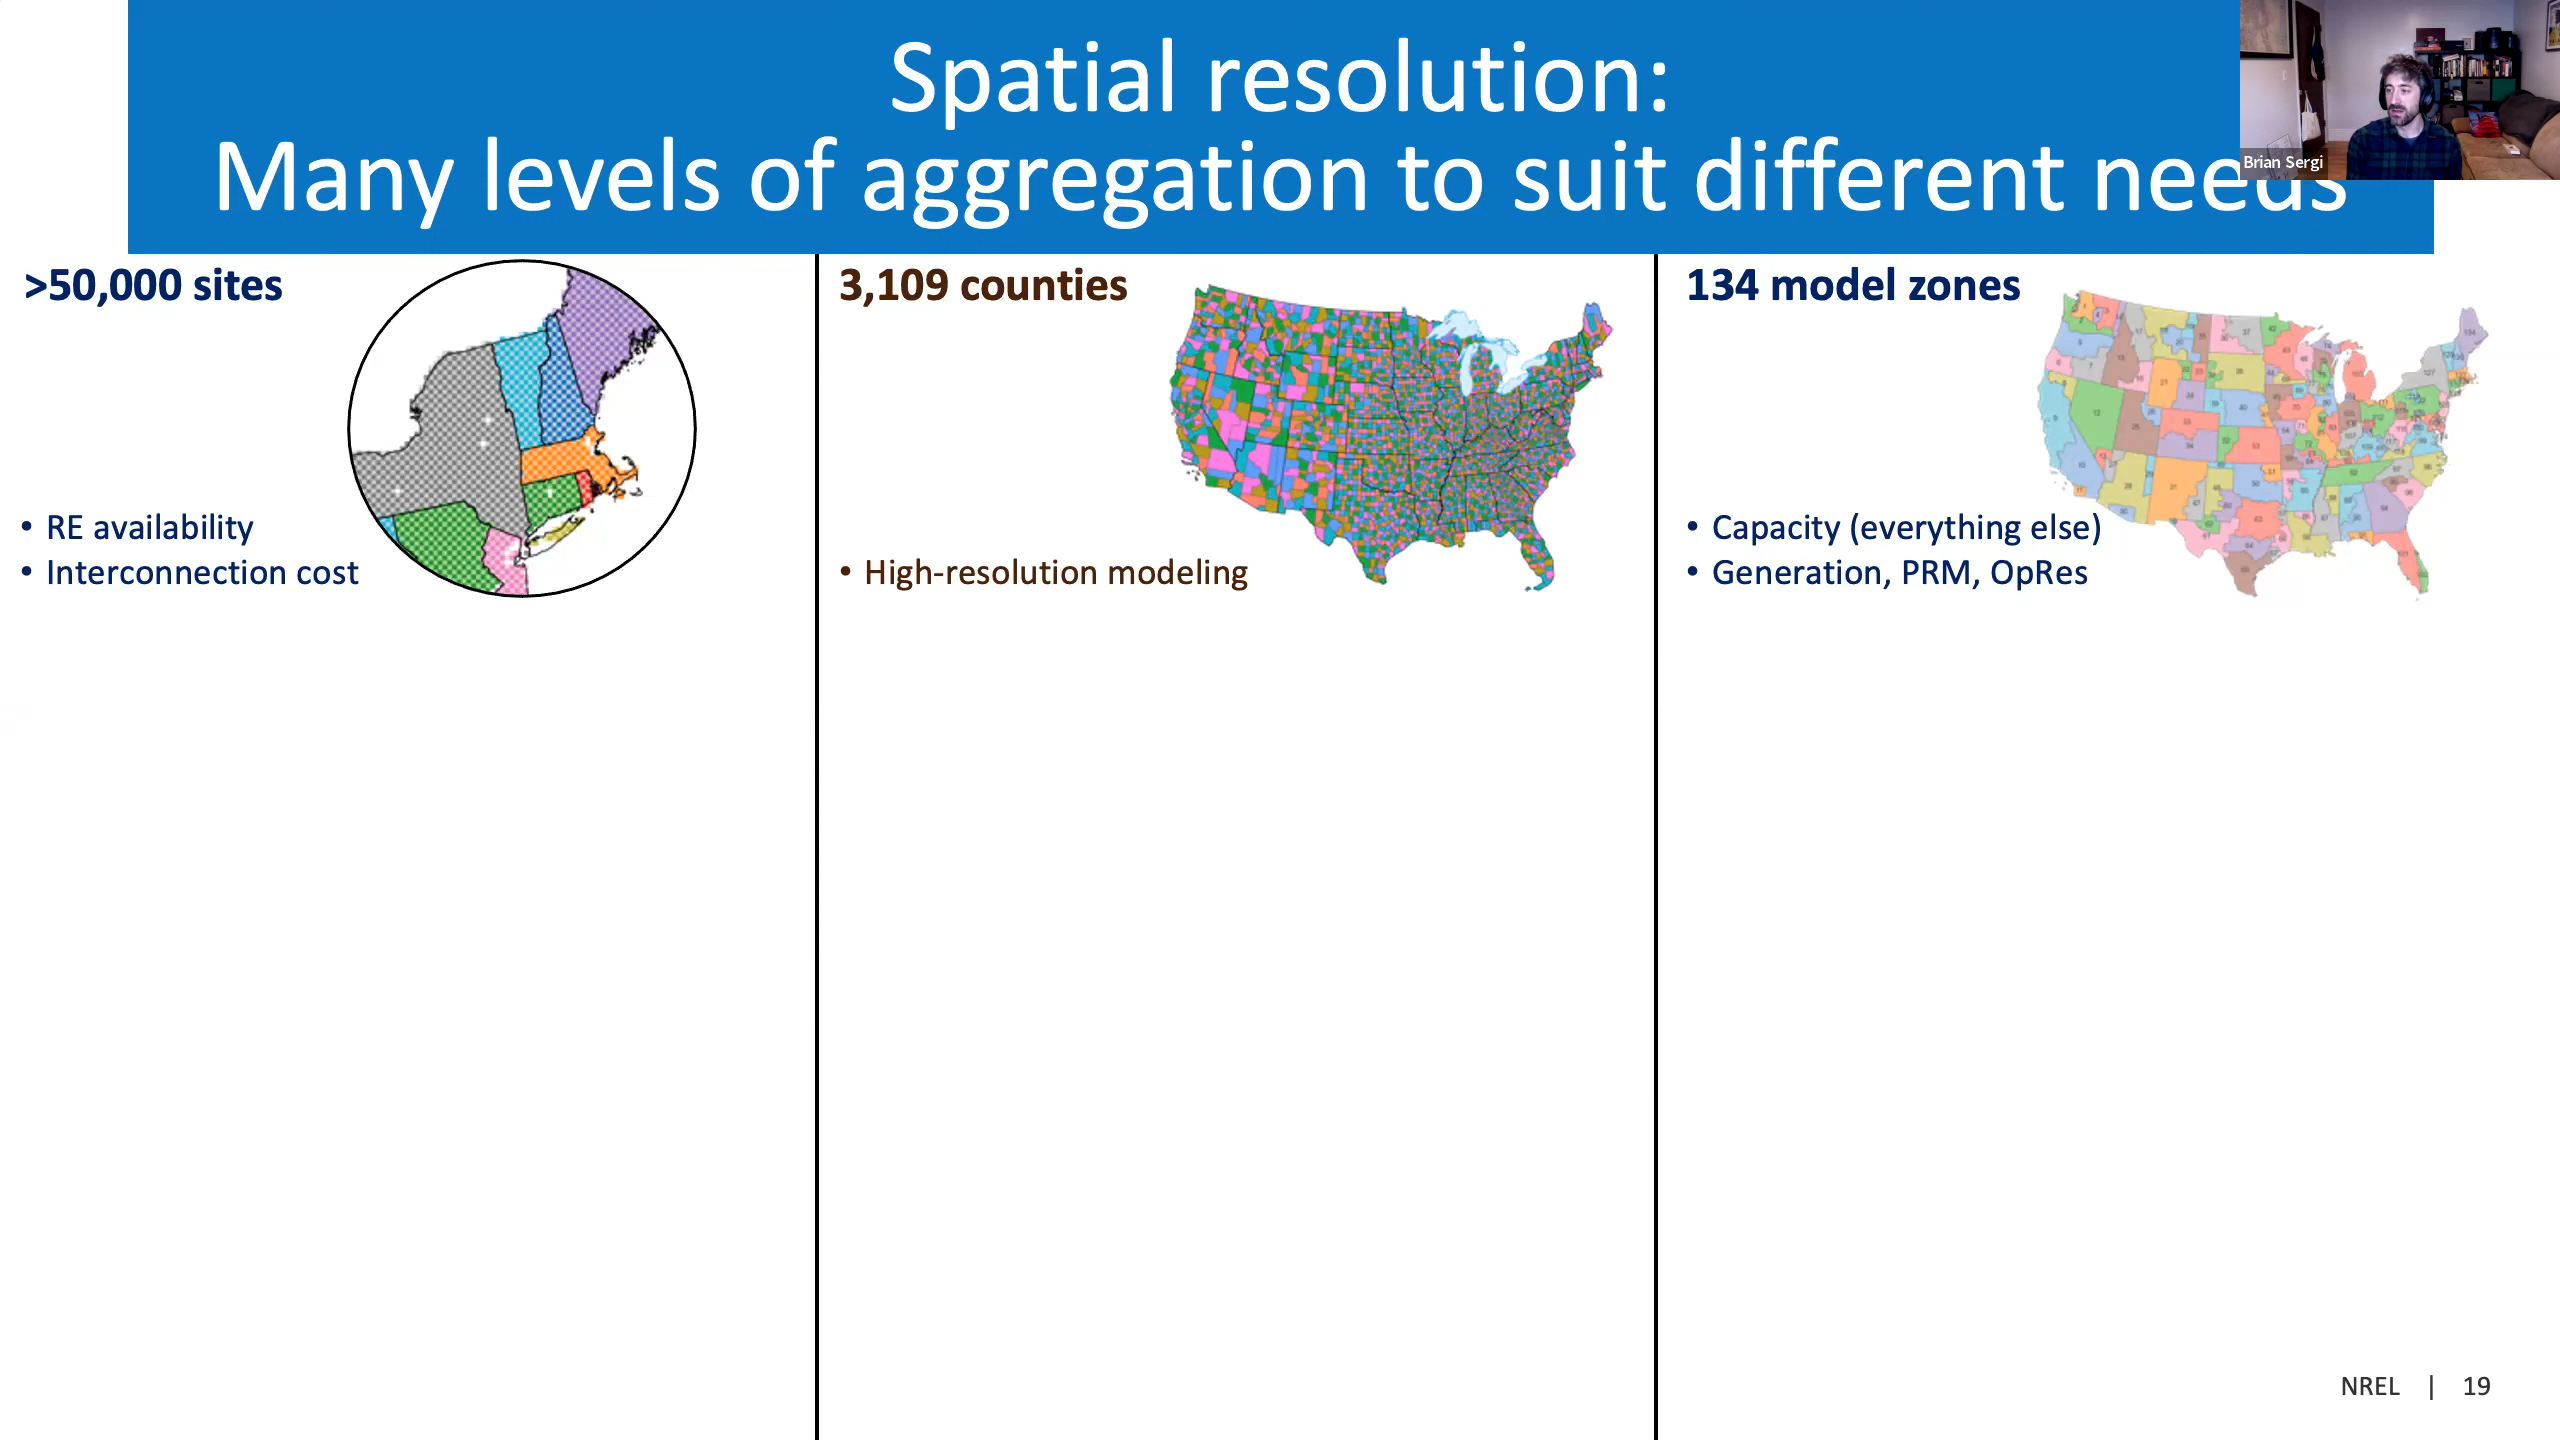 Spatial resolution:
Many levels of aggregation to suit different needs
Brian Sergi
>50,000 sites
• RE availability
• Interconnection cost
3,109 counties
• High-resolution modeling
134 model zones
• Capacity (everything else)
• Generation, PRM, OpRes
NREL | 19